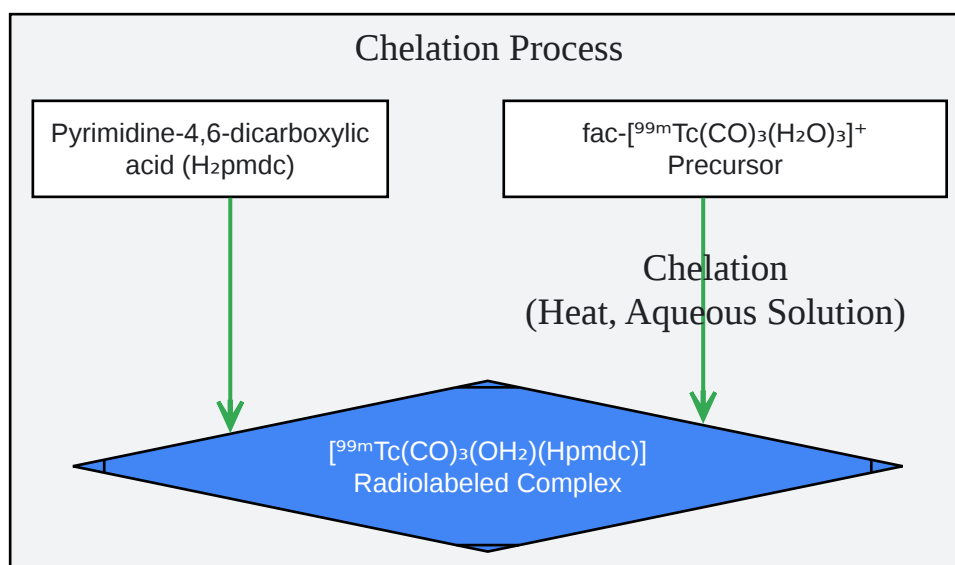 Chelation Process
Pyrimidine-4,6-dicarboxylic
acid (H₂pmdc)
fac-[⁹⁹ᵐTc(CO)₃(H₂O)₃]⁺
Precursor
Chelation
(Heat, Aqueous Solution)
[⁹⁹ᵐTc(CO)₃(OH₂)(Hpmdc)]
Radiolabeled Complex